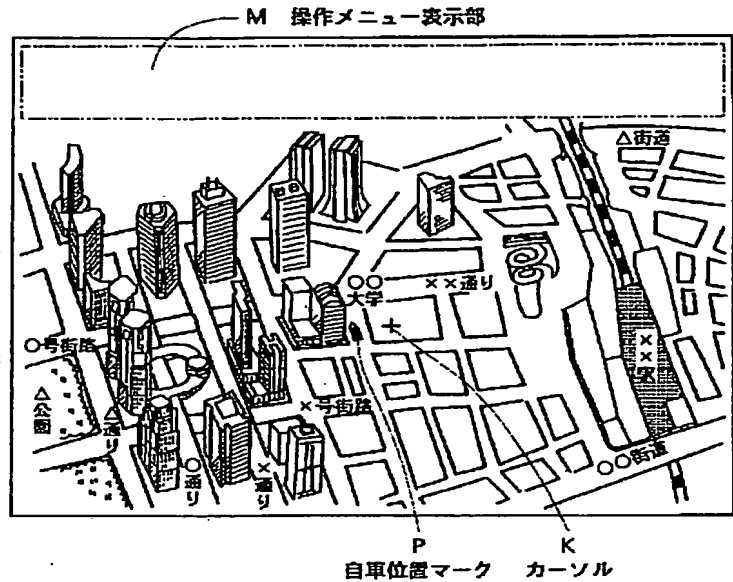 M 操作メニュー表示部
△街道
○○
大学
××通り
○号街路
××駅
△公園
△通り
×号街路
○通り
×通り
○○街道
P
自車位置マーク
K
カーソル